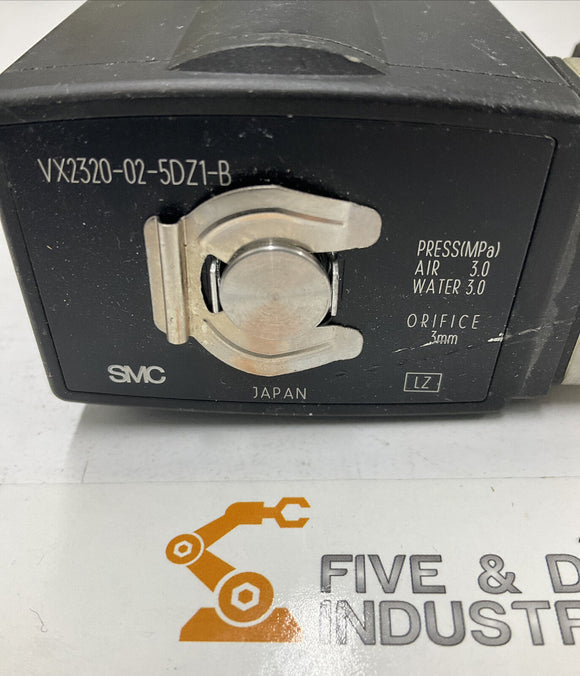 VX2320-02-5DZ1-B
PRESS(MPa)
AIR 3.0
WATER 3.0
ORIFICE
3mm
SMC
JAPAN
LZ
FIVE & D
INDUSTR